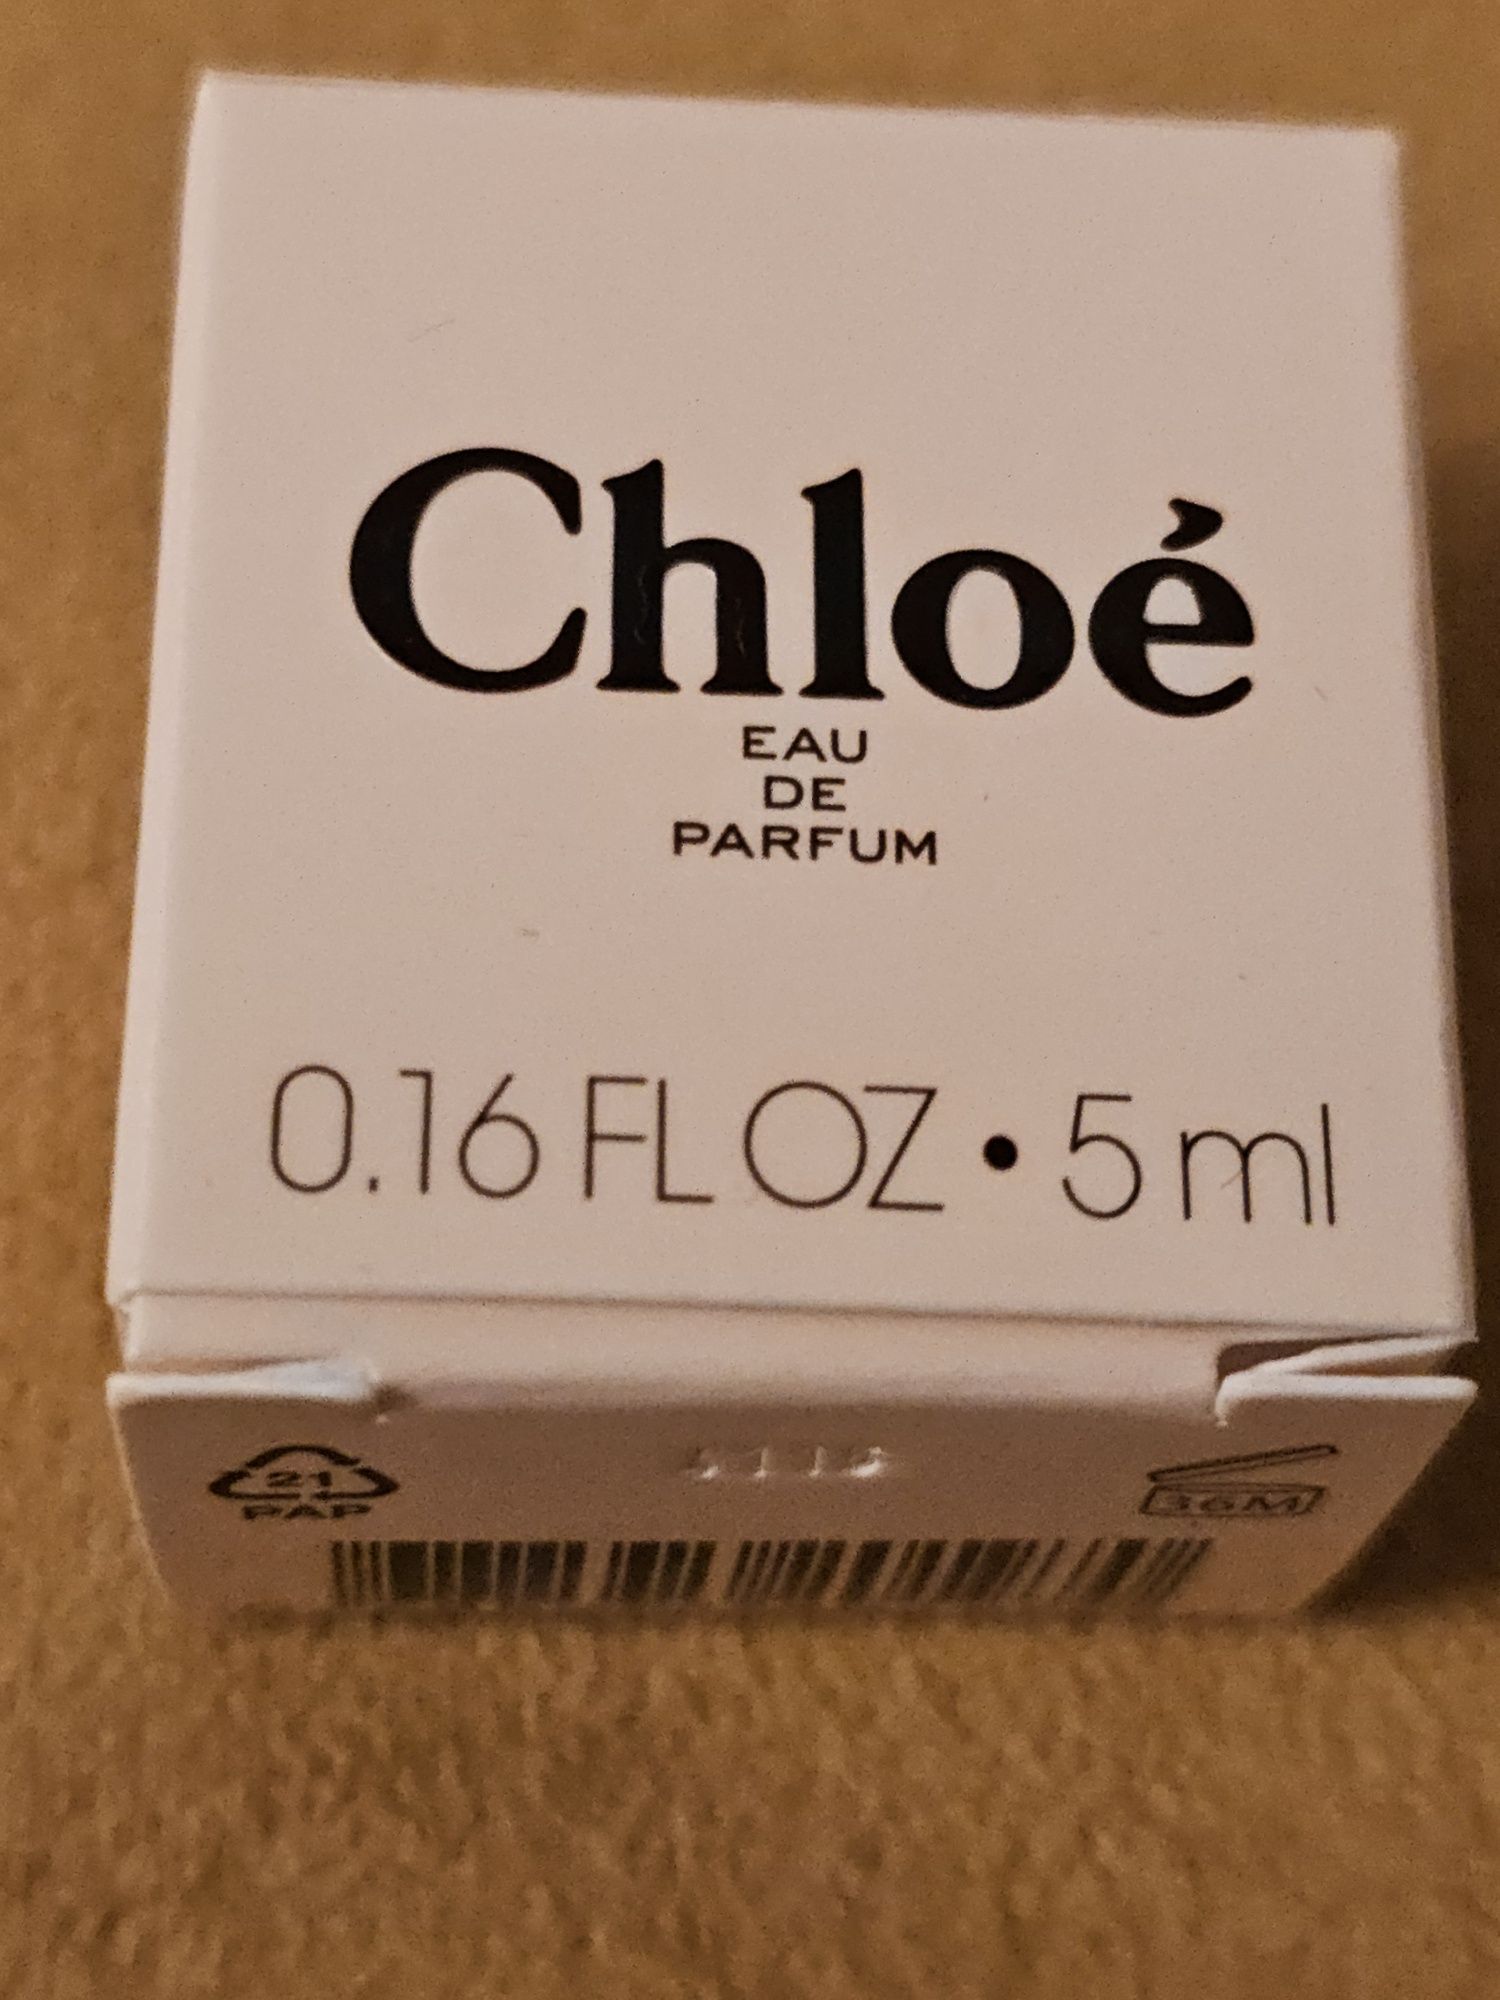 Chloé
EAU
DE
PARFUM
0.16 FL OZ • 5 ml
21
PAP
36M